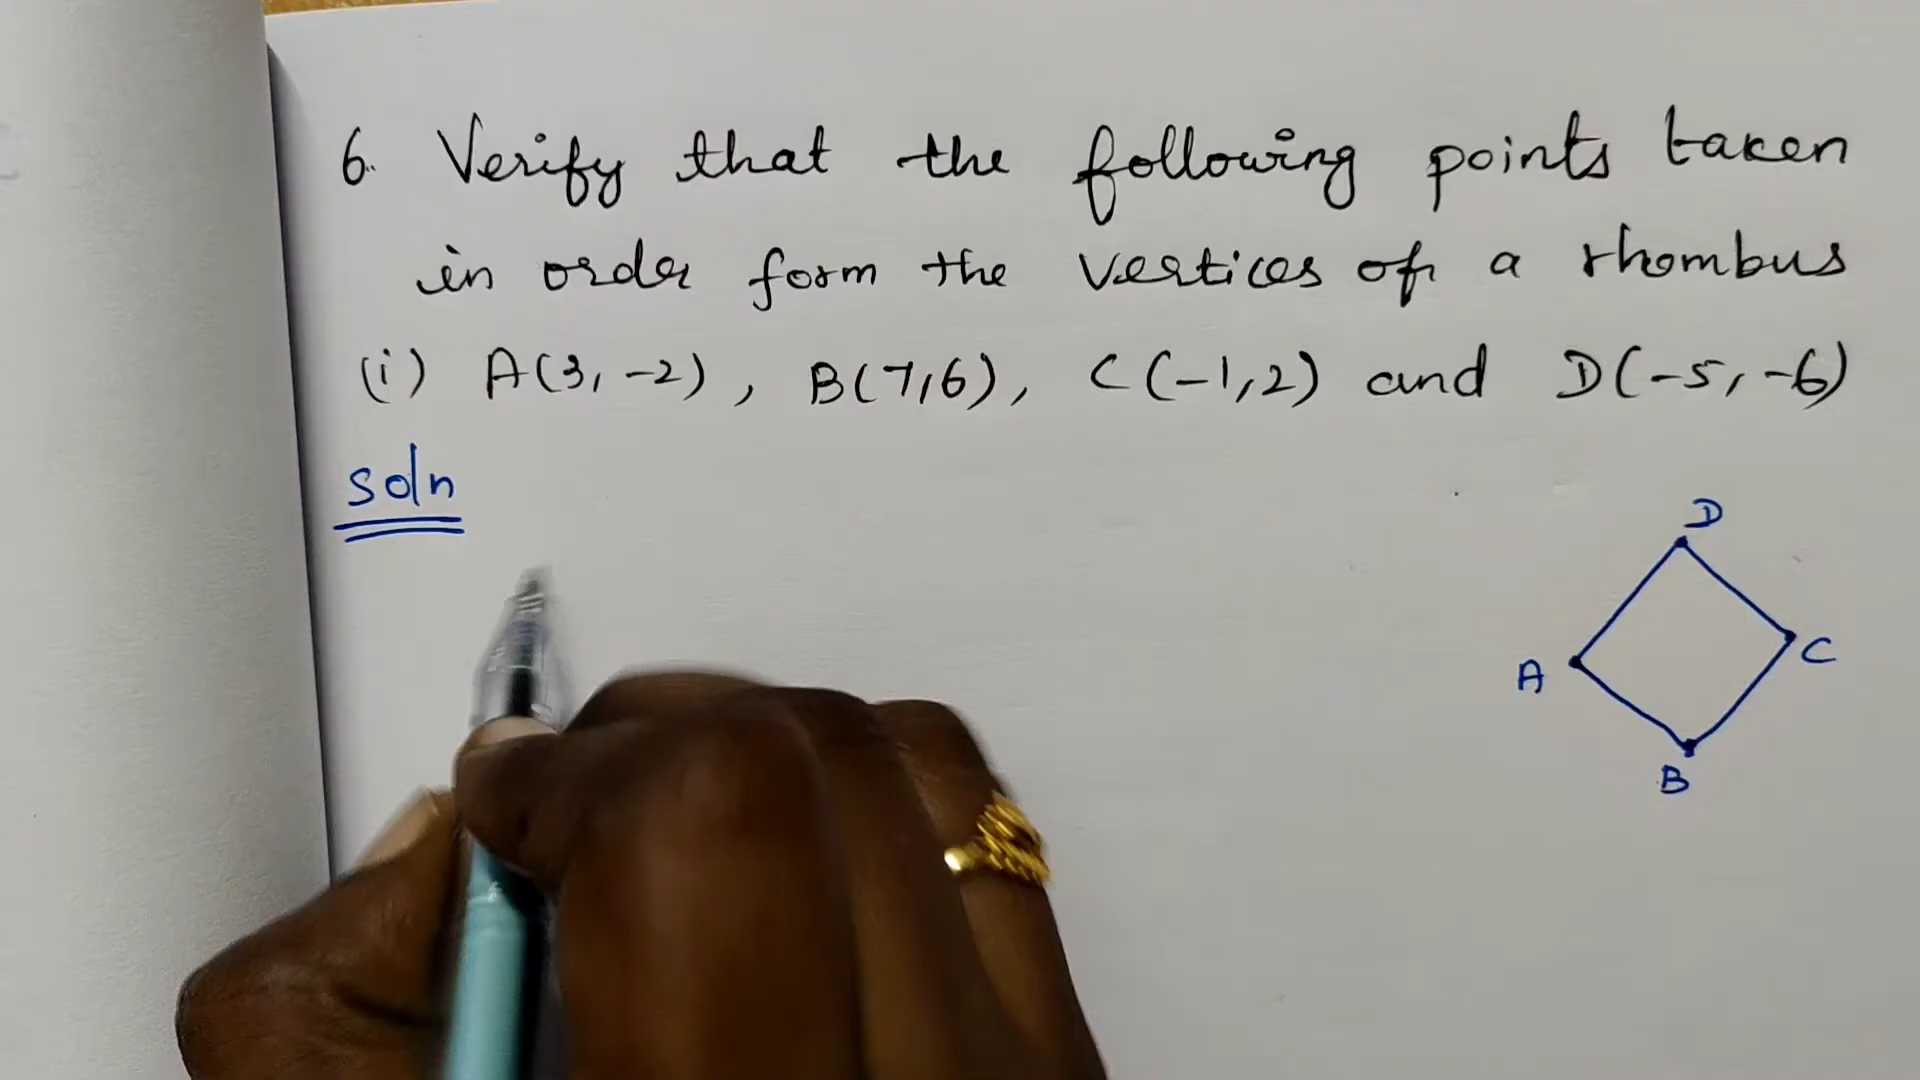 6. Verify that the following points taken
in order form the vertices of a rhombus
(i) A(3, -2), B(7,6), C(-1,2) and D(-5, -6)
Soln
D
A
C
B